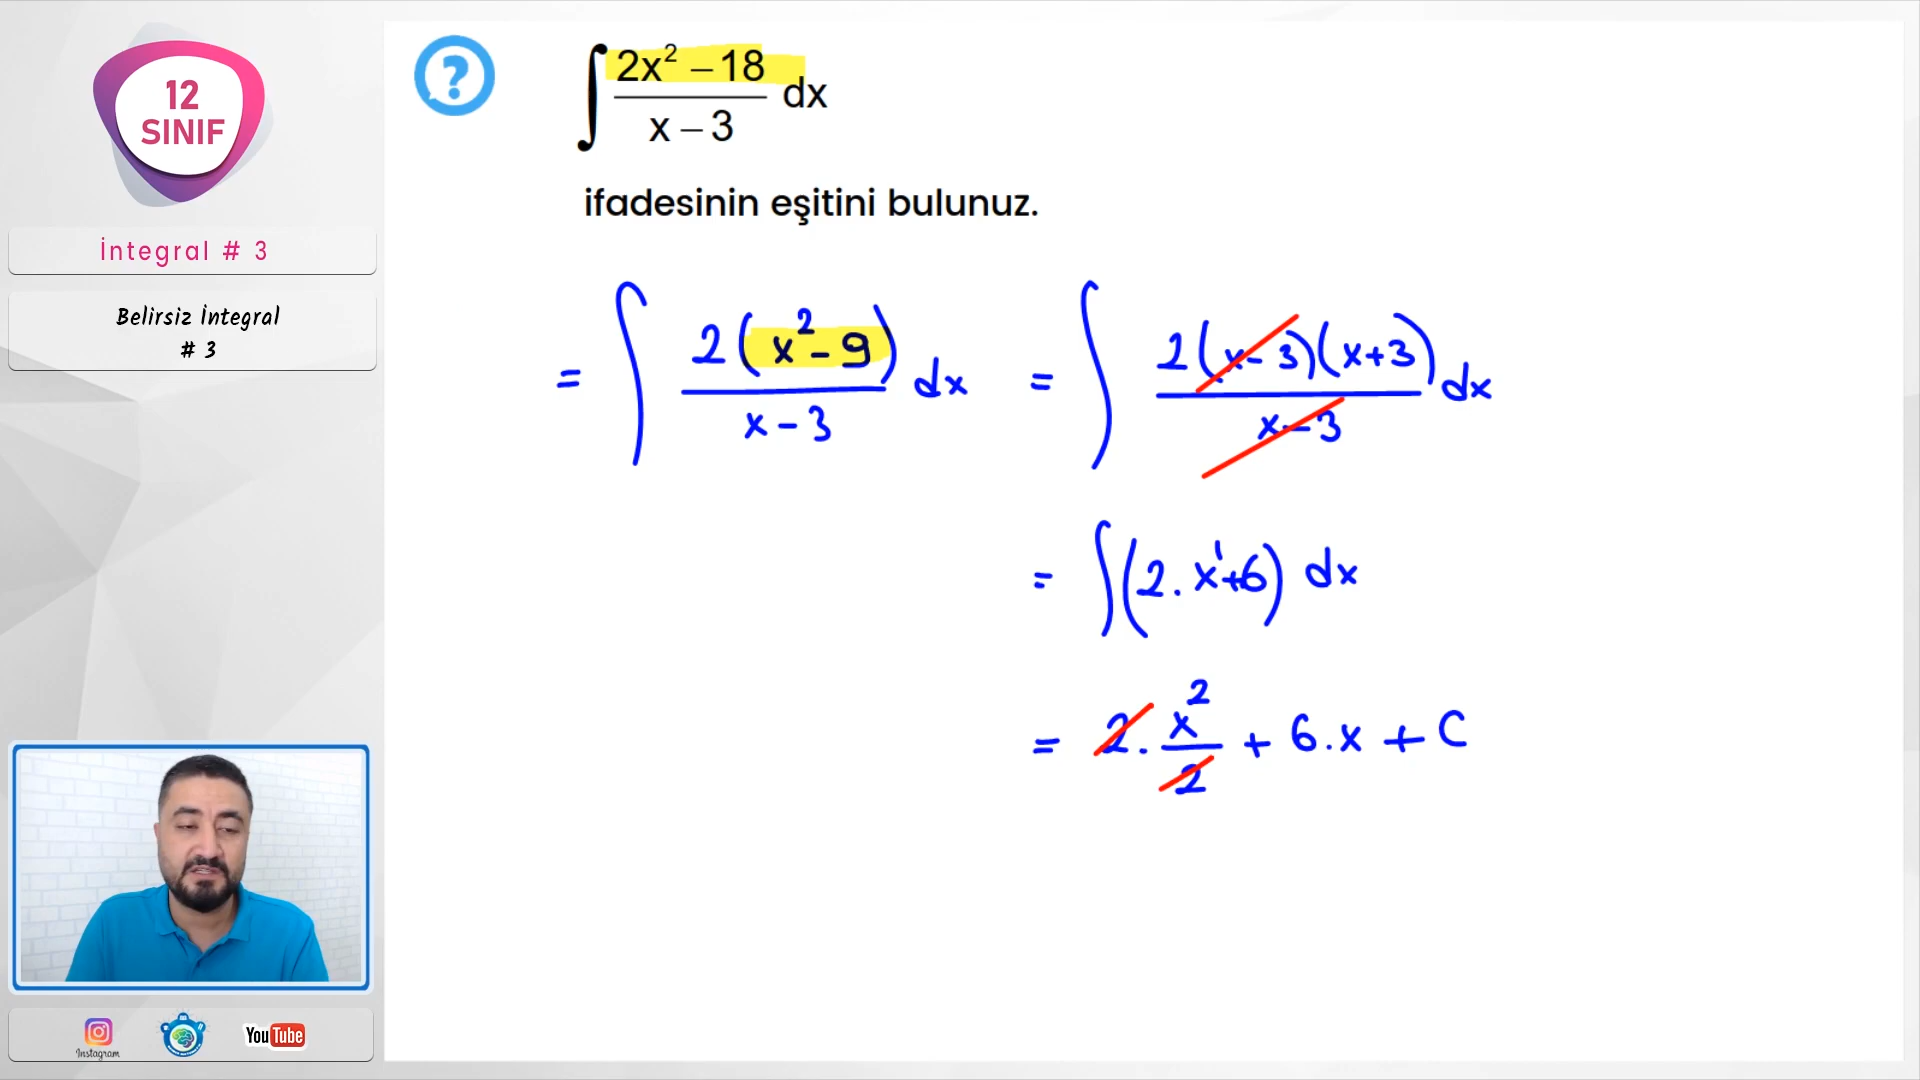 12
SINIF
İntegral # 3
Belirsiz İntegral
# 3
∫ (2x² – 18)/(x – 3) dx
ifadesinin eşitini bulunuz.
= ∫ 2(x² - 9)/(x - 3) dx = ∫ 2(x - 3)(x + 3)/(x - 3) dx
= ∫ (2.x¹+6) dx
= 2. x²/2 + 6.x + C
Instagram
YouTube